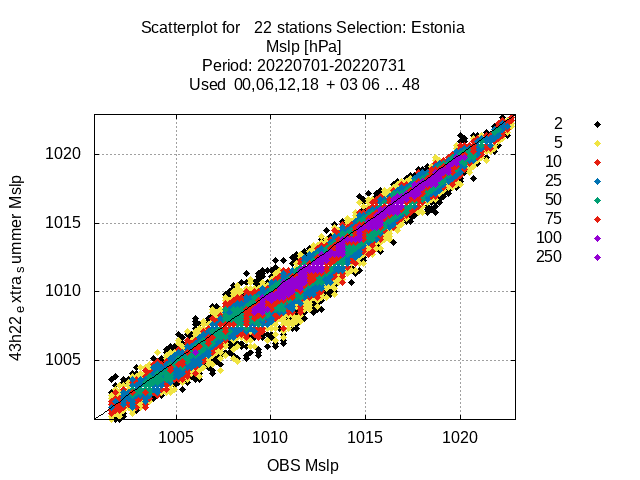 Scatterplot for 22 stations Selection: Estonia
Mslp [hPa]
Period: 20220701-20220731
Used 00,06,12,18 + 03 06 ... 48
2
5
10
25
50
75
100
250
1020
1015
1010
1005
43h22 e xtra s ummer Mslp
1005 1010 1015 1020
OBS Mslp